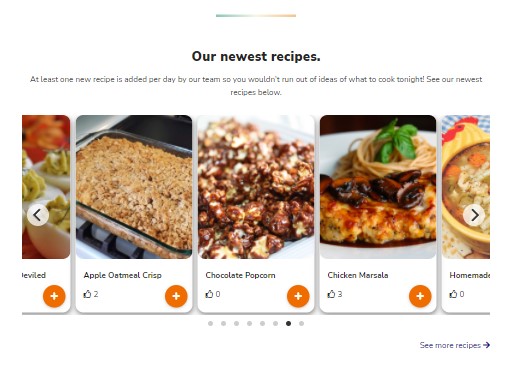 Our newest recipes.
At least one new recipe is added per day by our team so you wouldn't run out of ideas of what to cook tonight! See our newest
recipes below.
Deviled
Apple Oatmeal Crisp
Chocolate Popcorn
Chicken Marsala
Homemade
2
0
3
0
See more recipes